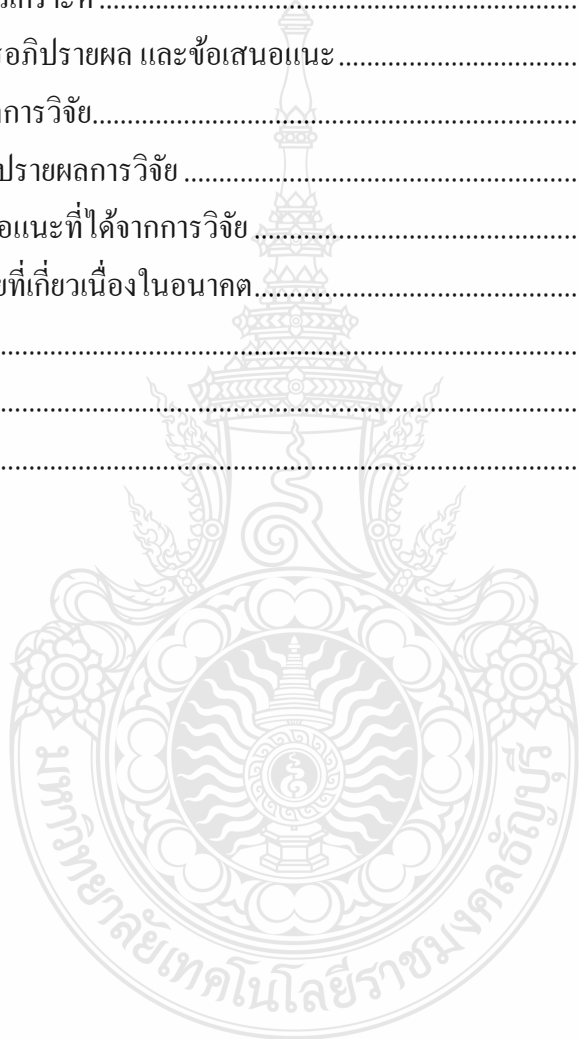 รอภิปรายผล และข้อเสนอแนะ........................................
การวิจัย................................................................................
ปรายผลการวิจัย ................................................................
อแนะที่ได้จากการวิจัย ....................................................
ที่เกี่ยวเนื่องในอนาคต....................................................
................................................................................
................................................................................
................................................................................
มหาวิทยาลัยเทคโนโลยีราชมงคลธัญบุรี